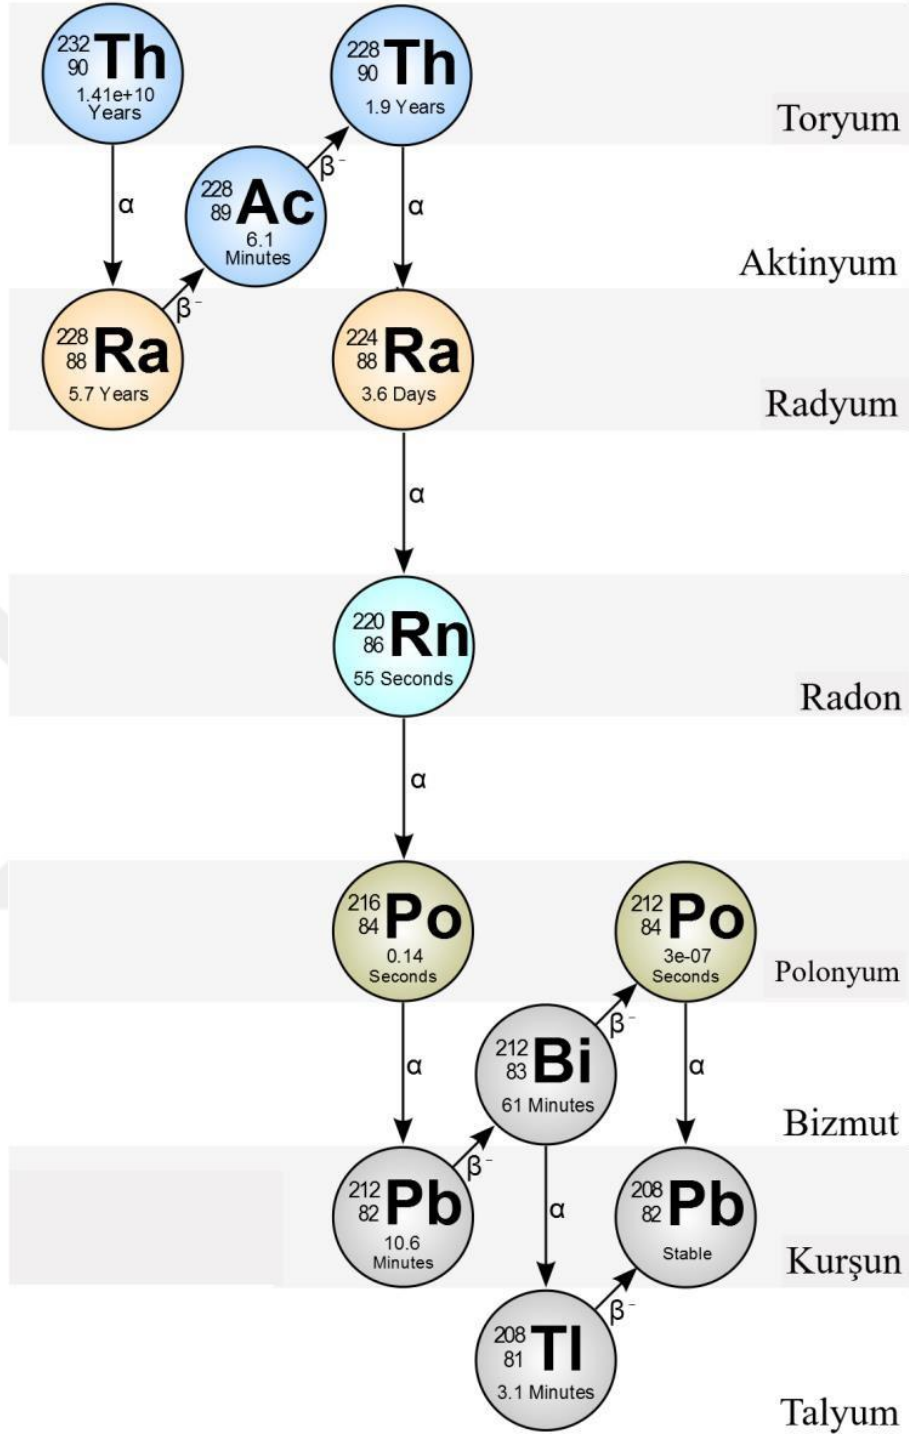 232
90 Th
1.41e+10
Years
228
90 Th
1.9 Years
Toryum
α
β⁻
228
89 Ac
6.1
Minutes
α
Aktinyum
β⁻
228
88 Ra
5.7 Years
224
88 Ra
3.6 Days
Radyum
α
220
86 Rn
55 Seconds
Radon
α
216
84 Po
0.14
Seconds
212
84 Po
3e-07
Seconds
Polonyum
α
212
83 Bi
61 Minutes
β⁻
α
Bizmut
β⁻
212
82 Pb
10.6
Minutes
α
208
82 Pb
Stable
Kurşun
β⁻
208
81 Tl
3.1 Minutes
Talyum